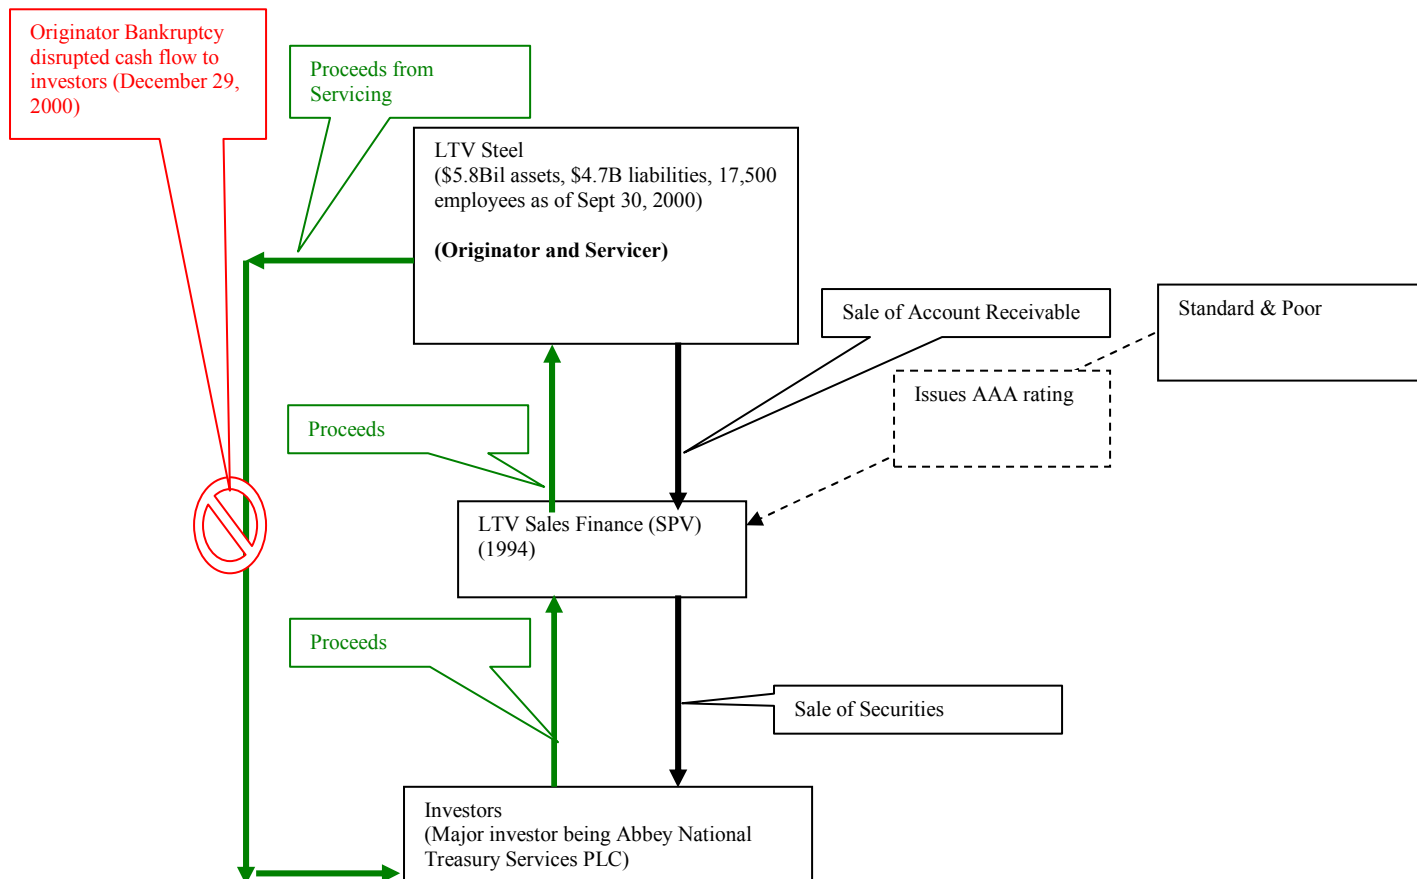 Originator Bankruptcy
disrupted cash flow to
investors (December 29,
2000)
Proceeds from
Servicing
LTV Steel
($5.8Bil assets, $4.7B liabilities, 17,500
employees as of Sept 30, 2000)
(Originator and Servicer)
Sale of Account Receivable
Standard & Poor
Issues AAA rating
Proceeds
LTV Sales Finance (SPV)
(1994)
Proceeds
Sale of Securities
Investors
(Major investor being Abbey National
Treasury Services PLC)